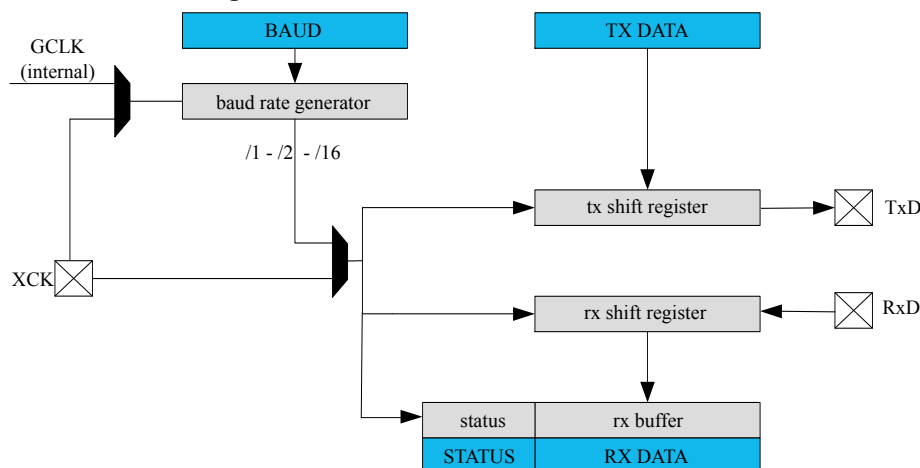 BAUD
TX DATA
GCLK
(internal)
baud rate generator
/1 - /2 - /16
tx shift register
TxD
XCK
rx shift register
RxD
status
rx buffer
STATUS
RX DATA